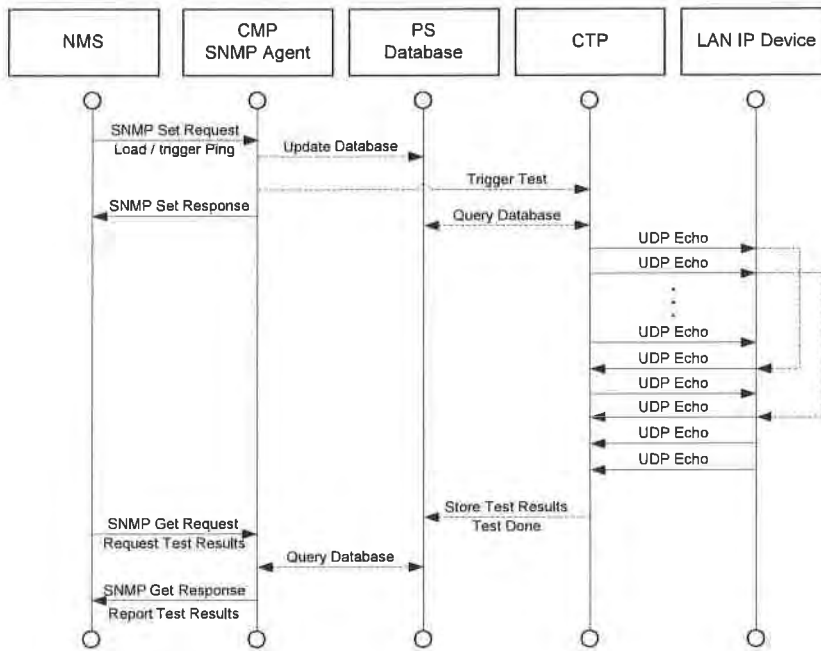 NMS
CMP
SNMP Agent
PS
Database
CTP
LAN IP Device
SNMP Set Request
Load / trigger Ping
Update Database
Trigger Test
SNMP Set Response
Query Database
UDP Echo
UDP Echo
UDP Echo
UDP Echo
UDP Echo
UDP Echo
UDP Echo
UDP Echo
Store Test Results
Test Done
SNMP Get Request
Request Test Results
Query Database
SNMP Get Response
Report Test Results